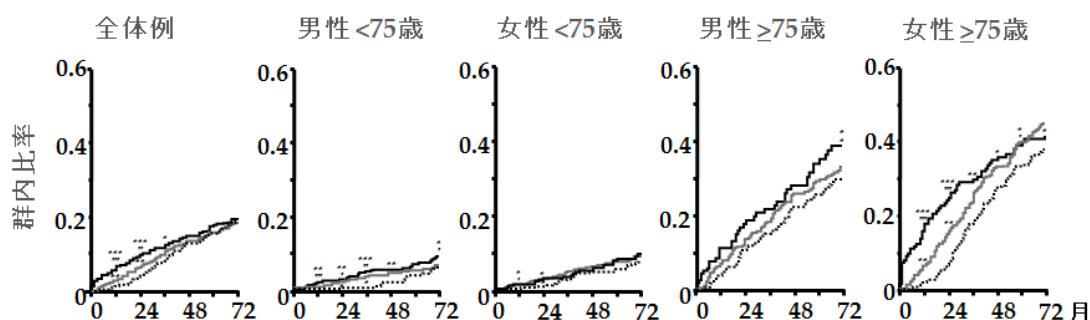 全体例 男性<75歳 女性<75歳 男性≥75歳 女性≥75歳
群内比率
0.6 0.6 0.6 0.6 0.6
0.4 0.4 0.4 0.4 0.4
0.2 0.2 0.2 0.2 0.2
0 0 0 0 0
0 24 48 72 0 24 48 72 0 24 48 72 0 24 48 72 0 24 48 72 月